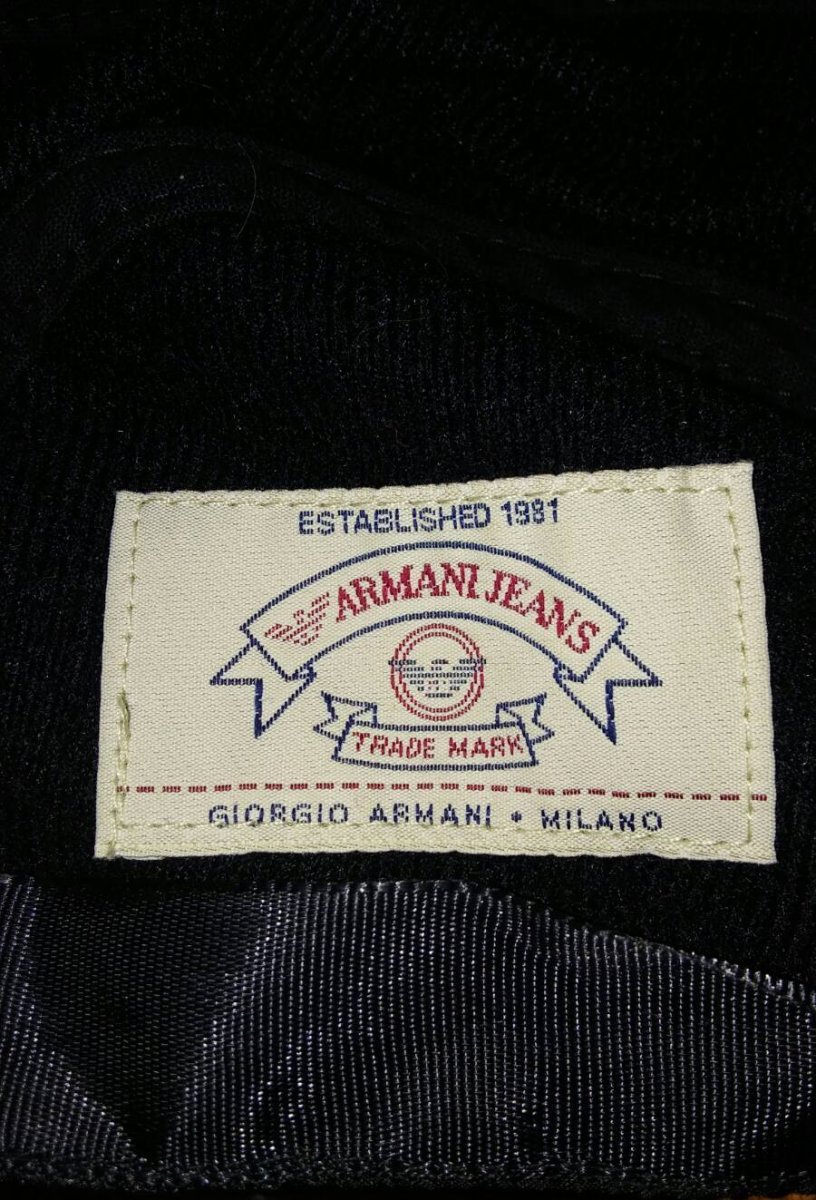 ESTABLISHED 1981
ARMANI JEANS
TRADE MARK
GIORGIO ARMANI • MILANO